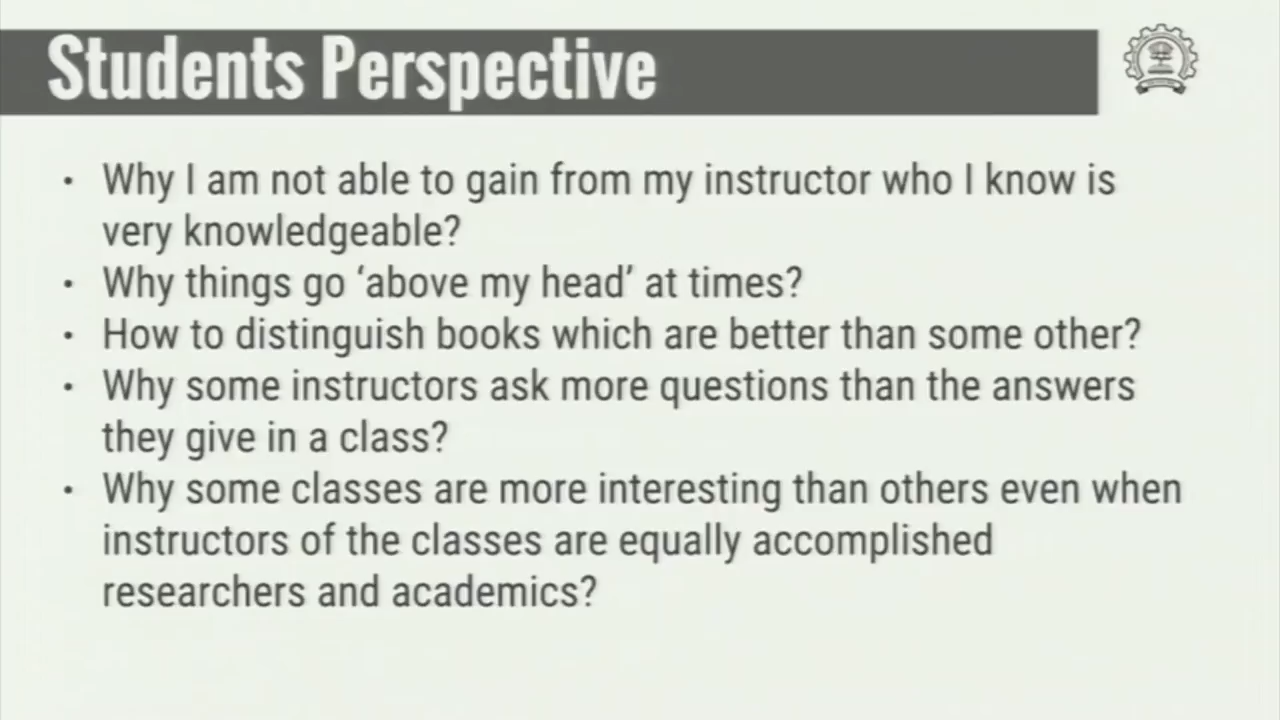 Students Perspective
• Why I am not able to gain from my instructor who I know is
very knowledgeable?
• Why things go ‘above my head’ at times?
• How to distinguish books which are better than some other?
• Why some instructors ask more questions than the answers
they give in a class?
• Why some classes are more interesting than others even when
instructors of the classes are equally accomplished
researchers and academics?